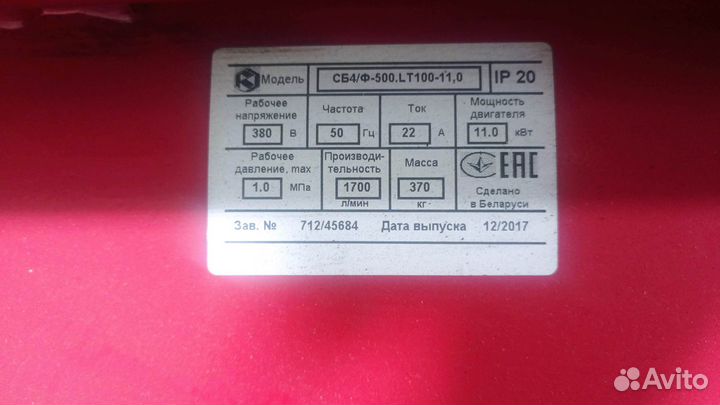 Модель СБ4/Ф-500.LT100-11,0 IP 20
Рабочее напряжение 380 В
Частота 50 Гц
Ток 22 А
Мощность двигателя 11.0 кВт
Рабочее давление, max 1.0 МПа
Производи-
тельность 1700 л/мин
Масса 370 кг
EAC
Сделано
в Беларуси
Зав. № 712/45684 Дата выпуска 12/2017
Avito